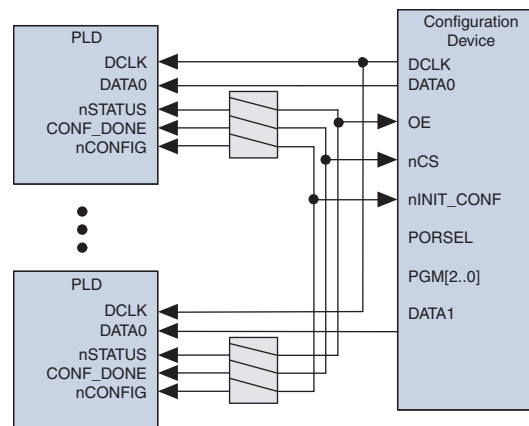 PLD
DCLK
DATA0
nSTATUS
CONF_DONE
nCONFIG
Configuration
Device
DCLK
DATA0
OE
nCS
nINIT_CONF
PORSEL
PGM[2..0]
DATA1
PLD
DCLK
DATA0
nSTATUS
CONF_DONE
nCONFIG